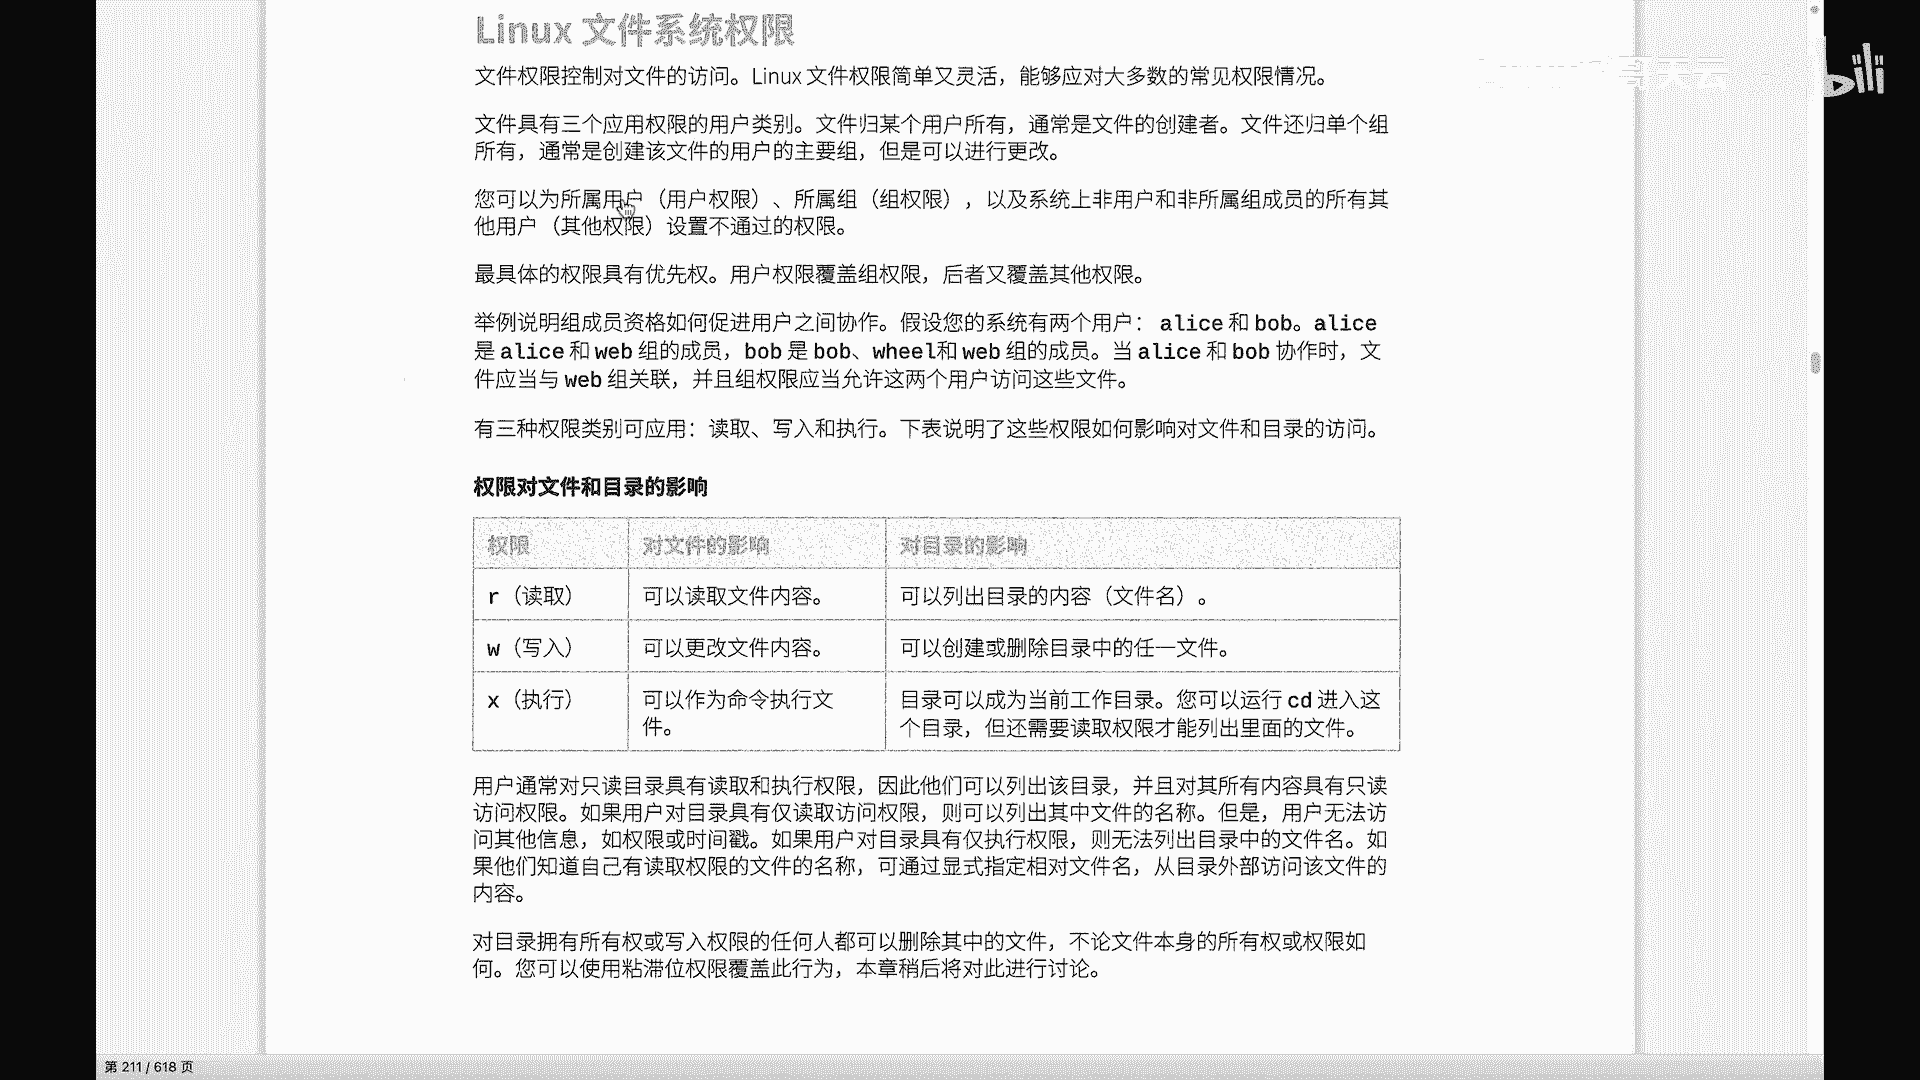 Linux 文件系统权限
文件权限控制对文件的访问。Linux 文件权限简单又灵活，能够应对大多数的常见权限情况。
文件具有三个应用权限的用户类别。文件归某个用户所有，通常是文件的创建者。文件还归单个组
所有，通常是创建该文件的用户的主要组，但是可以进行更改。
您可以为所属用户（用户权限）、所属组（组权限），以及系统上非用户和非所属组成员的所有其
他用户（其他权限）设置不通过的权限。
最具体的权限具有优先权。用户权限覆盖组权限，后者又覆盖其他权限。
举例说明组成员资格如何促进用户之间协作。假设您的系统有两个用户： alice 和 bob。alice
是 alice 和 web 组的成员，bob 是 bob、wheel和 web 组的成员。当 alice 和 bob 协作时，文
件应当与 web 组关联，并且组权限应当允许这两个用户访问这些文件。
有三种权限类别可应用：读取、写入和执行。下表说明了这些权限如何影响对文件和目录的访问。
权限对文件和目录的影响
权限 对文件的影响 对目录的影响
r（读取） 可以读取文件内容。 可以列出目录的内容（文件名）。
w（写入） 可以更改文件内容。 可以创建或删除目录中的任一文件。
x（执行） 可以作为命令执行文 目录可以成为当前工作目录。您可以运行 cd 进入这
件。 个目录，但还需要读取权限才能列出里面的文件。
用户通常对只读目录具有读取和执行权限，因此他们可以列出该目录，并且对其所有内容具有只读
访问权限。如果用户对目录具有仅读取访问权限，则可以列出其中文件的名称。但是，用户无法访
问其他信息，如权限或时间戳。如果用户对目录具有仅执行权限，则无法列出目录中的文件名。如
果他们知道自己有读取权限的文件的名称，可通过显式指定相对文件名，从目录外部访问该文件的
内容。
对目录拥有所有权或写入权限的任何人都可以删除其中的文件，不论文件本身的所有权或权限如
何。您可以使用粘滞位权限覆盖此行为，本章稍后将对此进行讨论。
第 211 / 618 页
哥天云
bili